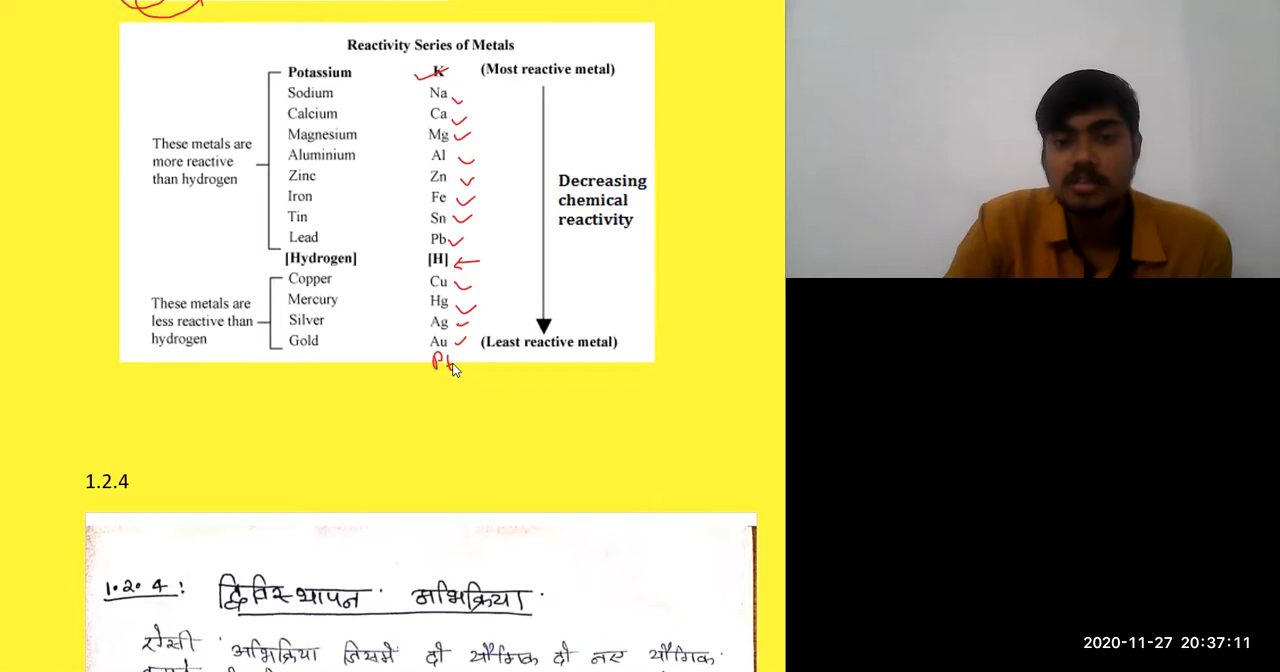 Reactivity Series of Metals
Potassium K (Most reactive metal)
Sodium Na
Calcium Ca
Magnesium Mg
Aluminium Al
Zinc Zn
Iron Fe
Tin Sn
Lead Pb
These metals are
more reactive
than hydrogen
Decreasing
chemical
reactivity
[Hydrogen] [H]
Copper Cu
Mercury Hg
Silver Ag
Gold Au (Least reactive metal)
These metals are
less reactive than
hydrogen
Pt
1.2.4
1.2.4: द्विविस्थापन अभिक्रिया
ऐसी अभिक्रिया जिसमें दो यौगिक दो नए यौगिक
2020-11-27 20:37:11